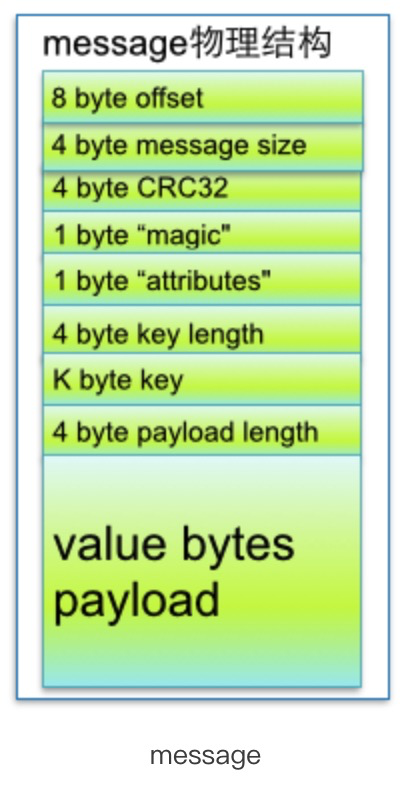 message物理结构
8 byte offset
4 byte message size
4 byte CRC32
1 byte “magic"
1 byte “attributes"
4 byte key length
K byte key
4 byte payload length
value bytes
payload
message